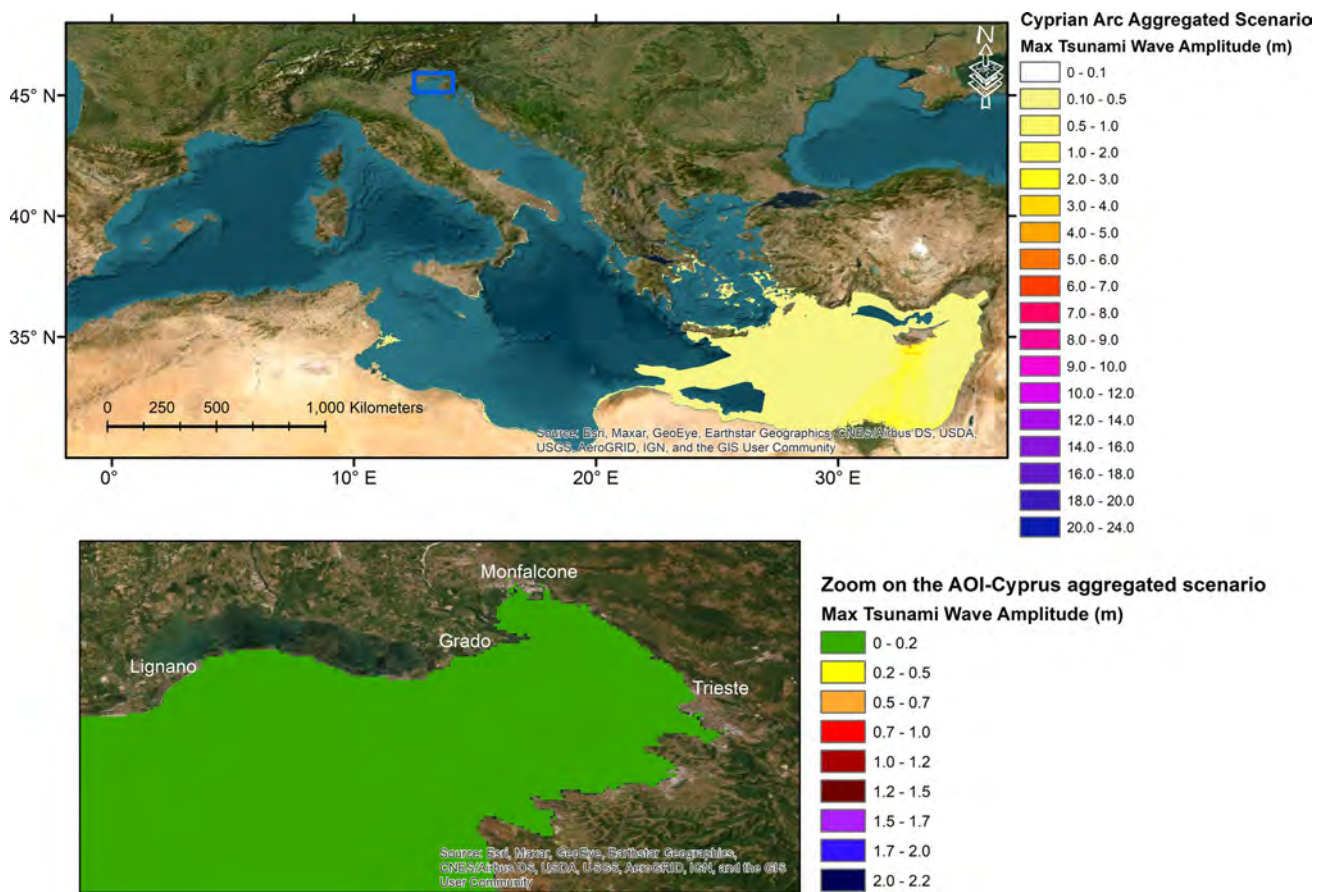 Cyprian Arc Aggregated Scenario
Max Tsunami Wave Amplitude (m)
0 - 0.1
0.10 - 0.5
0.5 - 1.0
1.0 - 2.0
2.0 - 3.0
3.0 - 4.0
4.0 - 5.0
5.0 - 6.0
6.0 - 7.0
7.0 - 8.0
8.0 - 9.0
9.0 - 10.0
10.0 - 12.0
12.0 - 14.0
14.0 - 16.0
16.0 - 18.0
18.0 - 20.0
20.0 - 24.0
N
45° N
40° N
35° N
0 250 500 1,000 Kilometers
Source: Esri, Maxar, GeoEye, Earthstar Geographics, CNES/Airbus DS, USDA,
USGS, AeroGRID, IGN, and the GIS User Community
0° 10° E 20° E 30° E
Monfalcone
Grado
Lignano
Trieste
Source: Esri, Maxar, GeoEye, Earthstar Geographics,
CNES/Airbus DS, USDA, USGS, AeroGRID, IGN, and the GIS
User Community
Zoom on the AOI-Cyprus aggregated scenario
Max Tsunami Wave Amplitude (m)
0 - 0.2
0.2 - 0.5
0.5 - 0.7
0.7 - 1.0
1.0 - 1.2
1.2 - 1.5
1.5 - 1.7
1.7 - 2.0
2.0 - 2.2